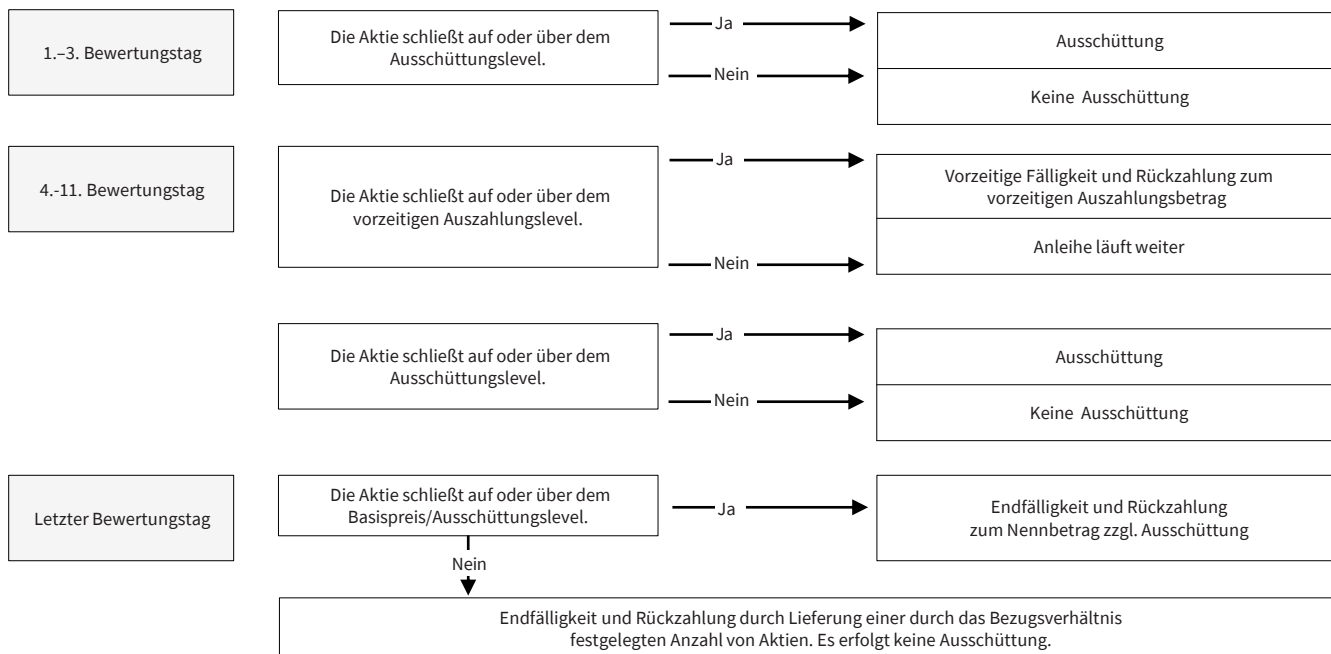 1.–3. Bewertungstag
Die Aktie schließt auf oder über dem
Ausschüttungslevel.
Ja
Nein
Ausschüttung
Keine Ausschüttung
4.-11. Bewertungstag
Die Aktie schließt auf oder über dem
vorzeitigen Auszahlungslevel.
Ja
Nein
Vorzeitige Fälligkeit und Rückzahlung zum
vorzeitigen Auszahlungsbetrag
Anleihe läuft weiter
Die Aktie schließt auf oder über dem
Ausschüttungslevel.
Ja
Nein
Ausschüttung
Keine Ausschüttung
Letzter Bewertungstag
Die Aktie schließt auf oder über dem
Basispreis/Ausschüttungslevel.
Ja
Endfälligkeit und Rückzahlung
zum Nennbetrag zzgl. Ausschüttung
Nein
Endfälligkeit und Rückzahlung durch Lieferung einer durch das Bezugsverhältnis
festgelegten Anzahl von Aktien. Es erfolgt keine Ausschüttung.